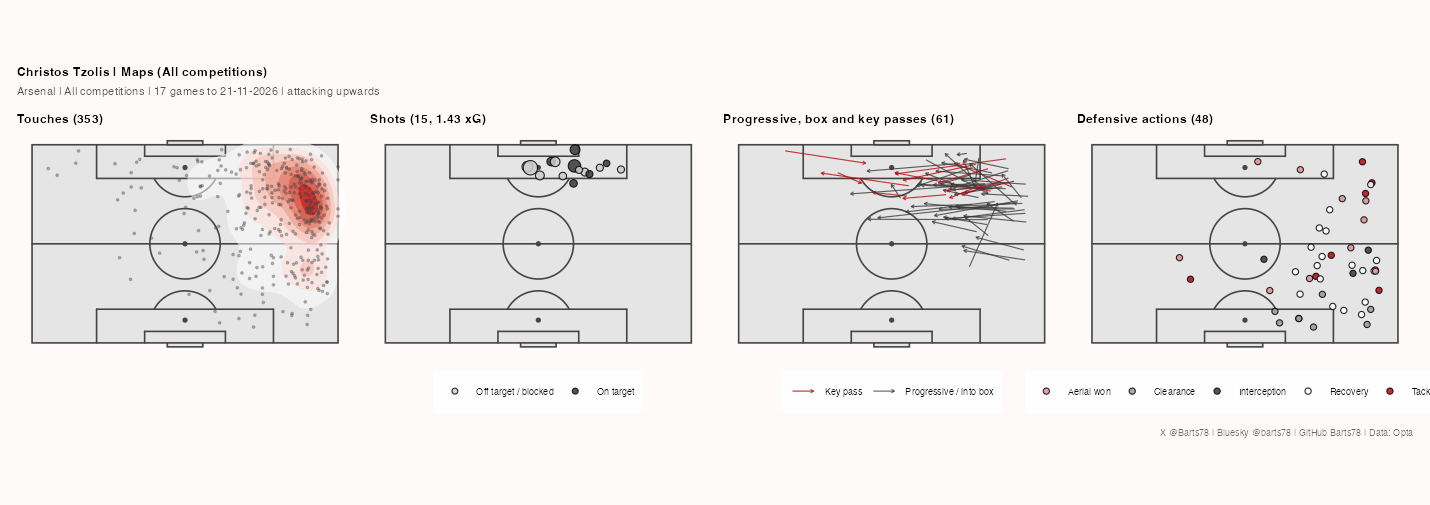 Christos Tzolis | Maps (All competitions)
Arsenal | All competitions | 17 games to 21-11-2026 | attacking upwards
Touches (353)
Shots (15, 1.43 xG)
Progressive, box and key passes (61)
Defensive actions (48)
Off target / blocked
On target
Key pass
Progressive / into box
Aerial won
Clearance
Interception
Recovery
Tack
X @Barts78 | Bluesky @barts78 | GitHub Barts78 | Data: Opta